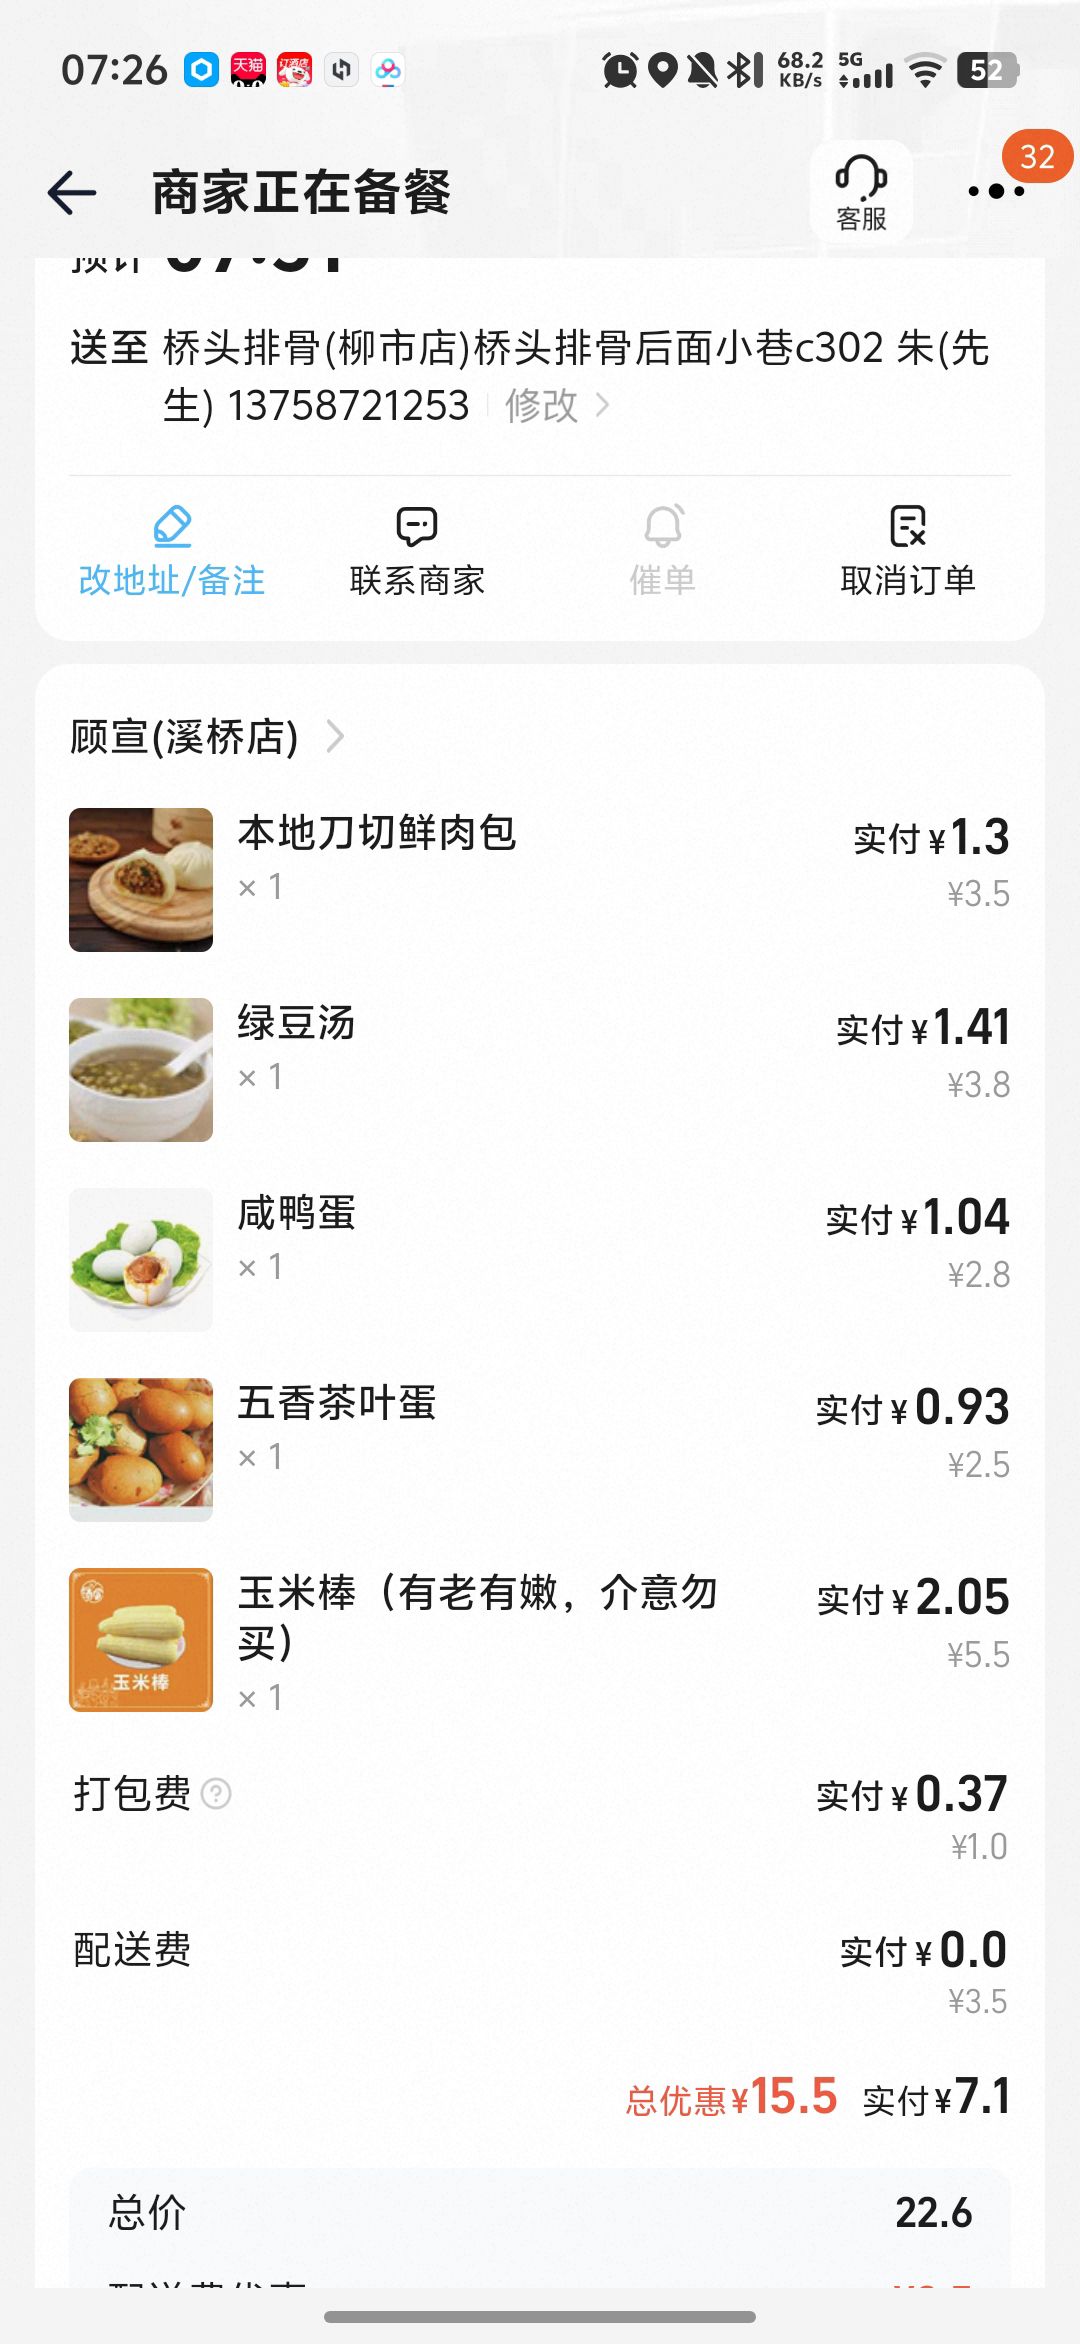 07:26
天猫
68.2
KB/s
5G
52
商家正在备餐
客服
32
送至 桥头排骨(柳市店)桥头排骨后面小巷c302 朱(先
生) 13758721253 修改
改地址/备注
联系商家
催单
取消订单
顾宣(溪桥店)
本地刀切鲜肉包
× 1
实付 ¥1.3
¥3.5
绿豆汤
× 1
实付 ¥1.41
¥3.8
咸鸭蛋
× 1
实付 ¥1.04
¥2.8
五香茶叶蛋
× 1
实付 ¥0.93
¥2.5
玉米棒
玉米棒（有老有嫩，介意勿
买）
× 1
实付 ¥2.05
¥5.5
打包费
实付 ¥0.37
¥1.0
配送费
实付 ¥0.0
¥3.5
总优惠¥15.5 实付¥7.1
总价
22.6